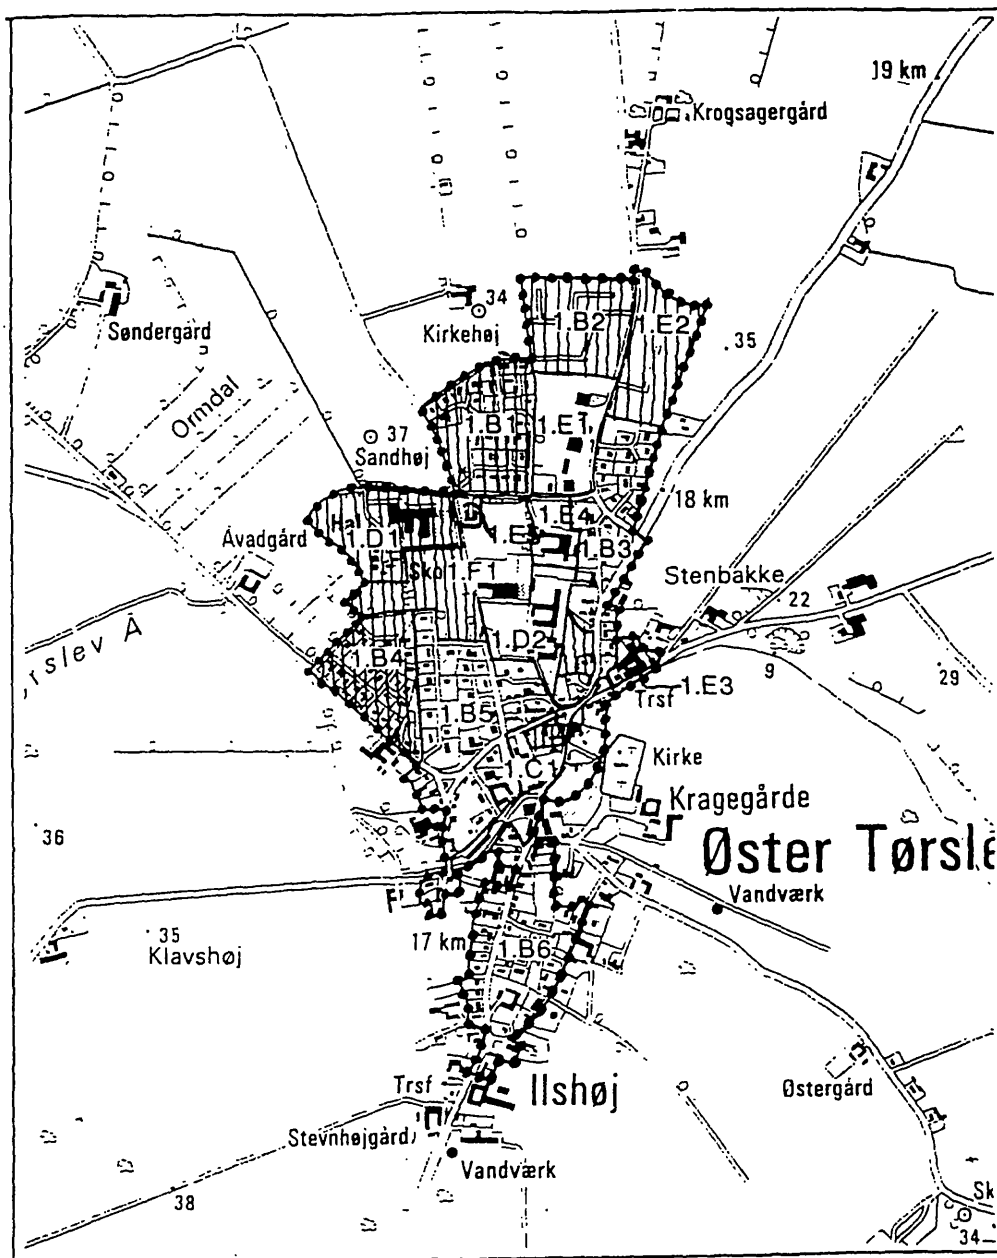 19 km
Krogsagergård
34
Kirkehøj
1.B2
1.E2
35
Søndergård
Ormdal
37
Sandhøj
1.B1
1.E1
18 km
1.D1
1.E4
1.B3
Avadgård
Stenbakke
22
1.F1
1.D2
9
29
rslev Å
1.B4
1.B5
1.E3
Trsf
Kirke
1.C1
Kragegårde
36
Øster Tørsle
Vandværk
35
Klavshøj
17 km
1.B6
Østergård
Trsf
Ilshøj
Stevnhøjgård
Vandværk
38
Sk
34